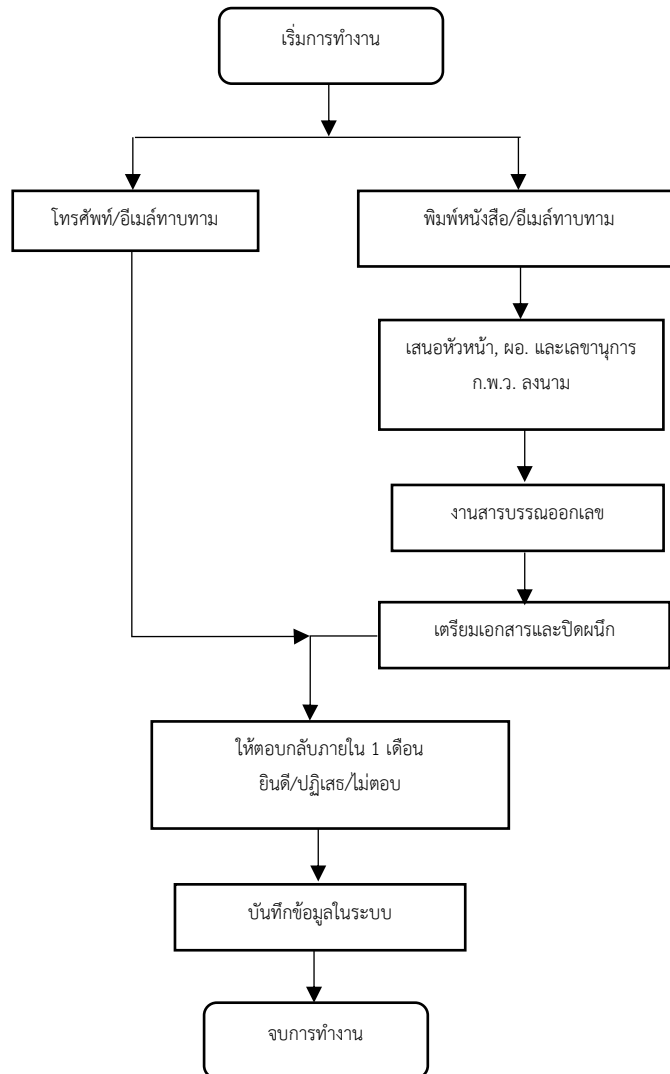 เริ่มการทำงาน
โทรศัพท์/อีเมล์ทาบทาม
พิมพ์หนังสือ/อีเมล์ทาบทาม
เสนอหัวหน้า, ผอ. และเลขานุการ
ก.พ.ว. ลงนาม
งานสารบรรณออกเลข
เตรียมเอกสารและปิดผนึก
ให้ตอบกลับภายใน 1 เดือน
ยินดี/ปฏิเสธ/ไม่ตอบ
บันทึกข้อมูลในระบบ
จบการทำงาน